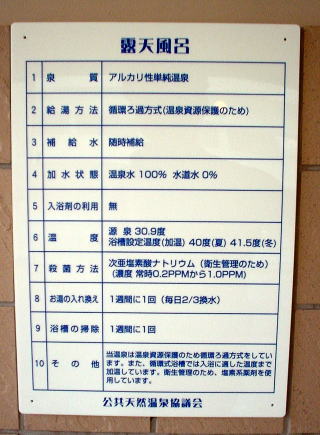 露天風呂
1 泉質 アルカリ性単純温泉
2 給湯方法 循環ろ過方式(温泉資源保護のため)
3 補給水 随時補給
4 加水状態 温泉水 100% 水道水 0%
5 入浴剤の利用 無
6 温度 源泉 30.9度
浴槽設定温度(加温) 40度(夏) 41.5度(冬)
7 殺菌方法 次亜塩素酸ナトリウム(衛生管理のため)
(濃度 常時0.2PPMから1.0PPM)
8 お湯の入れ換え 1週間に1回(毎日2/3換水)
9 浴槽の掃除 1週間に1回
10 その他 当温泉は温泉資源保護のため循環ろ過方式をしてい
ます。また、循環式浴槽では入浴に適した温度まで
加温しています。衛生管理のため、塩素系薬剤を使
用しています。
公共天然温泉協議会